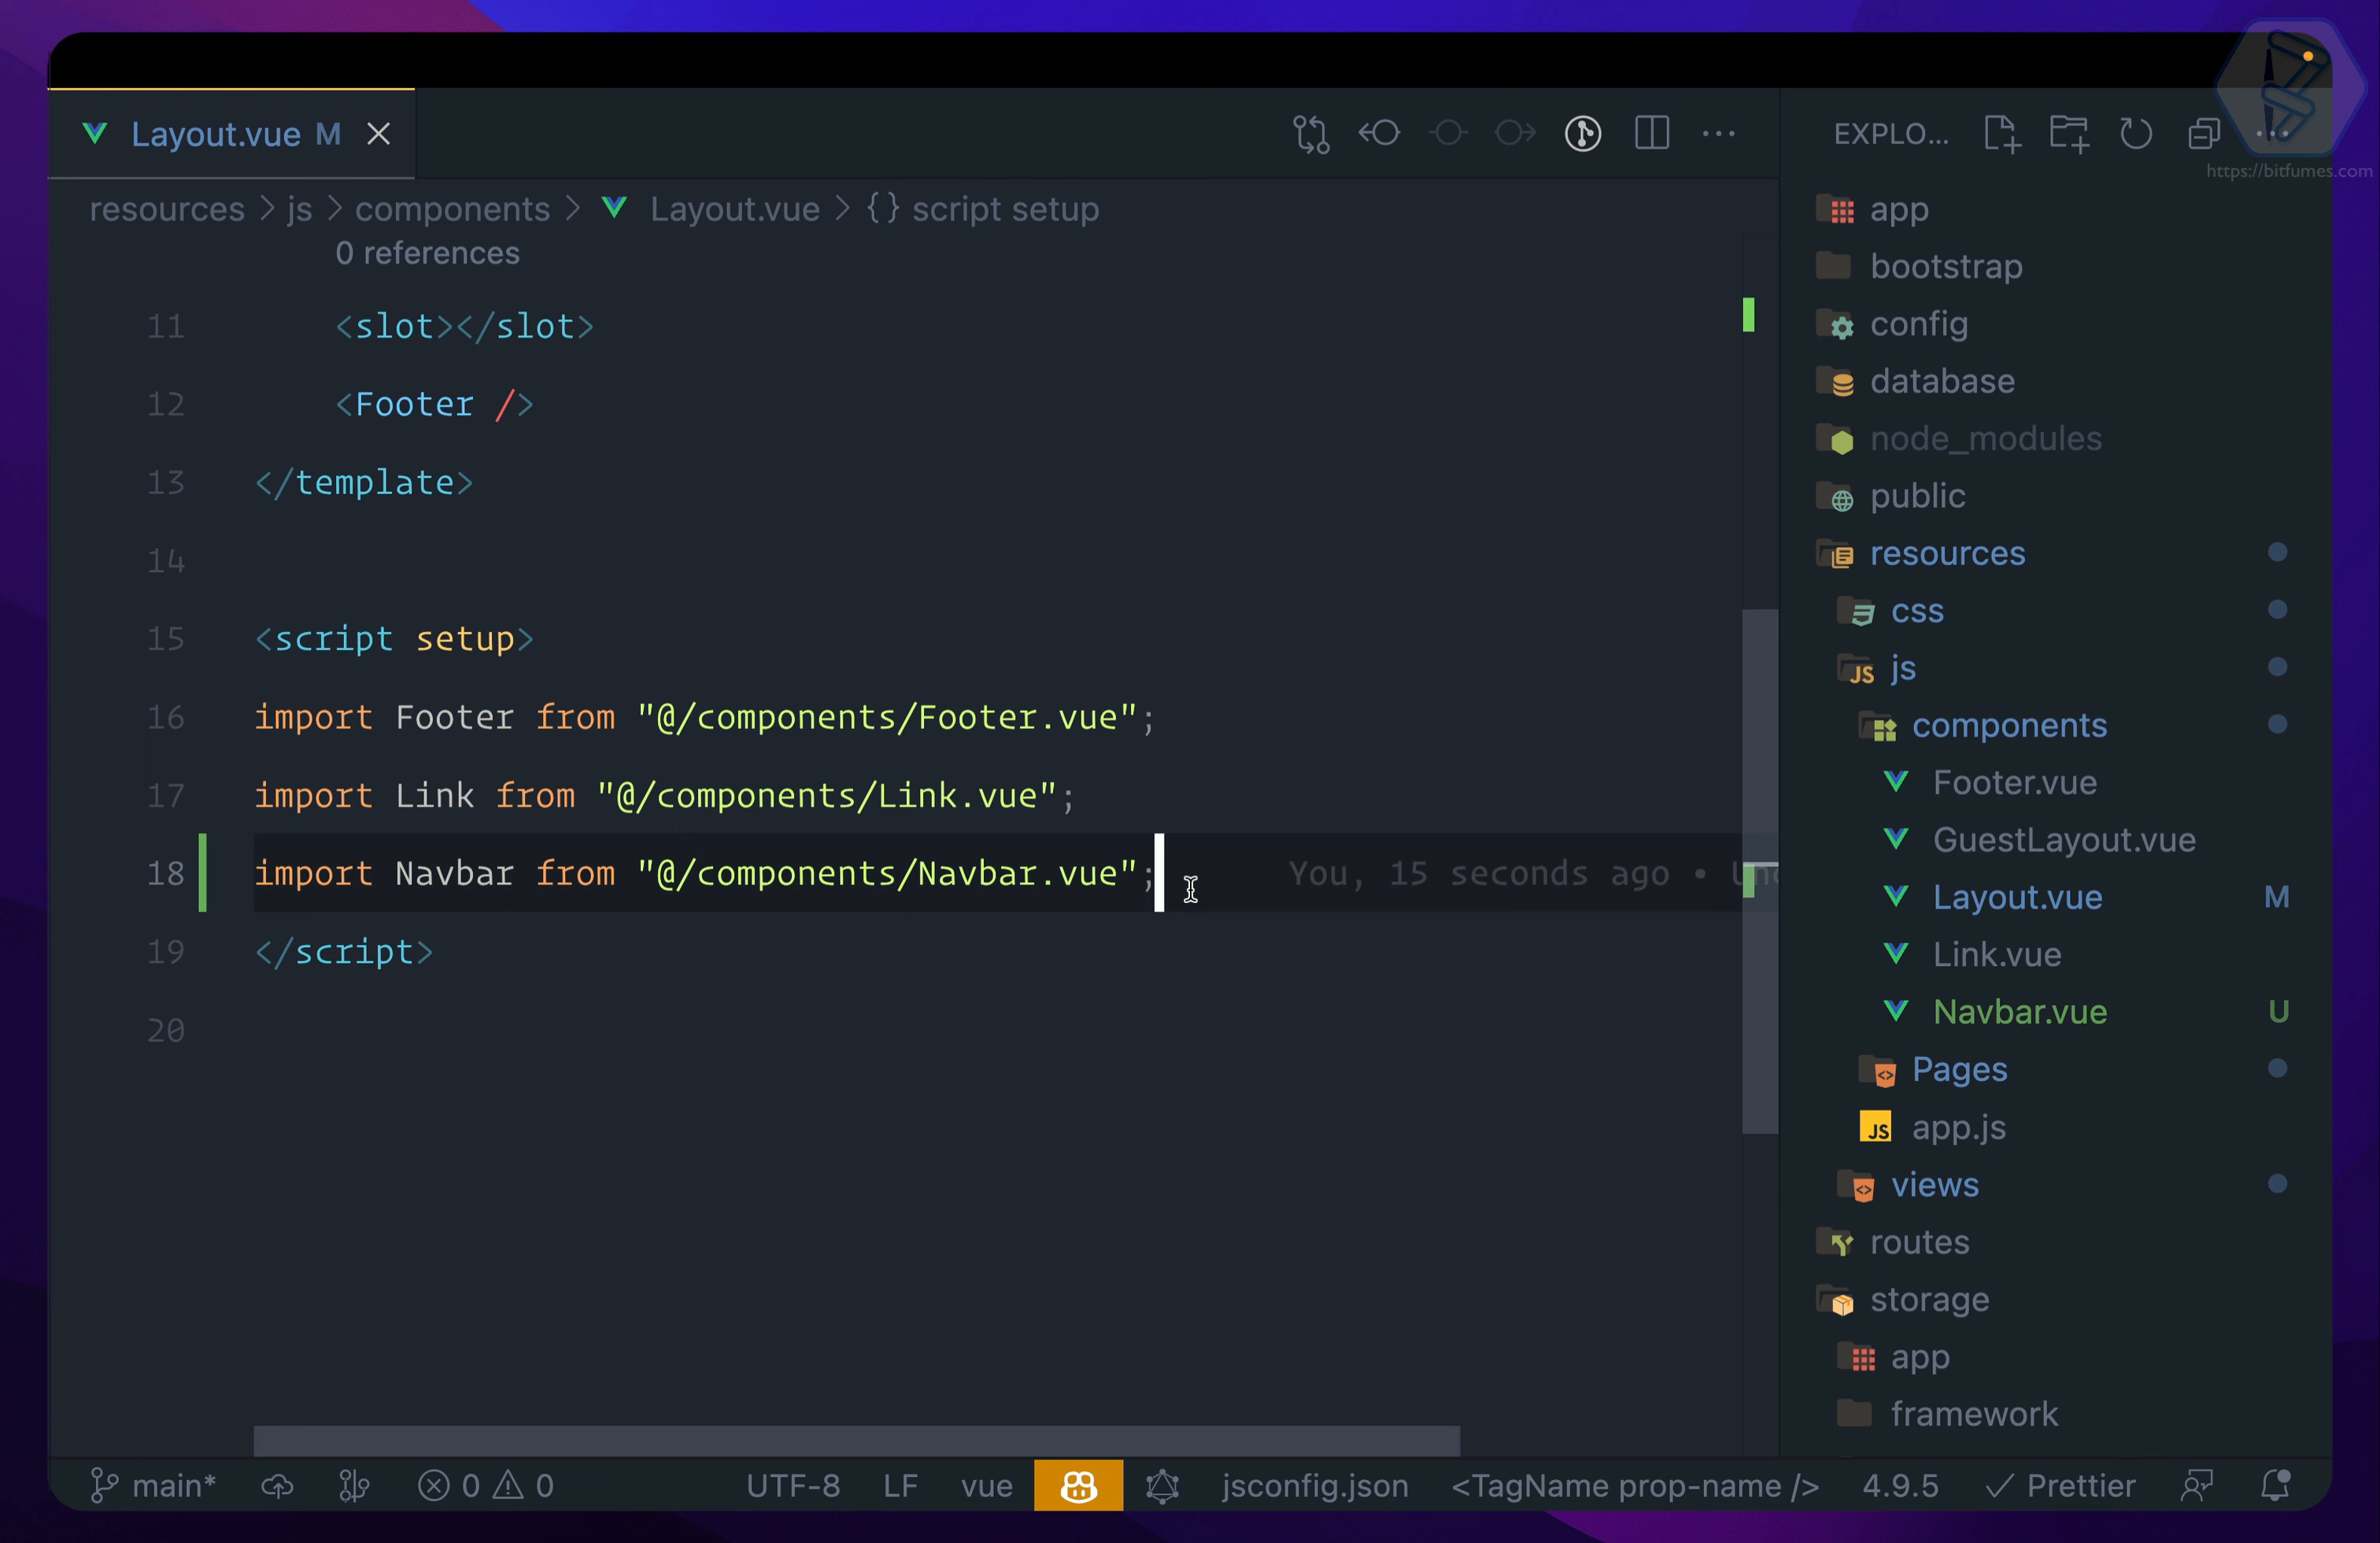 https://bitfumes.com
Layout.vue M
EXPLO...
resources > js > components > Layout.vue > {} script setup
0 references
11 <slot></slot>
12 <Footer />
13 </template>
14
15 <script setup>
16 import Footer from "@/components/Footer.vue";
17 import Link from "@/components/Link.vue";
18 import Navbar from "@/components/Navbar.vue"; You, 15 seconds ago •
19 </script>
20
app
bootstrap
config
database
node_modules
public
resources
css
JS js
components
Footer.vue
GuestLayout.vue
Layout.vue M
Link.vue
Navbar.vue U
Pages
JS app.js
views
routes
storage
app
framework
main* 0 0 UTF-8 LF vue jsconfig.json <TagName prop-name /> 4.9.5 Prettier